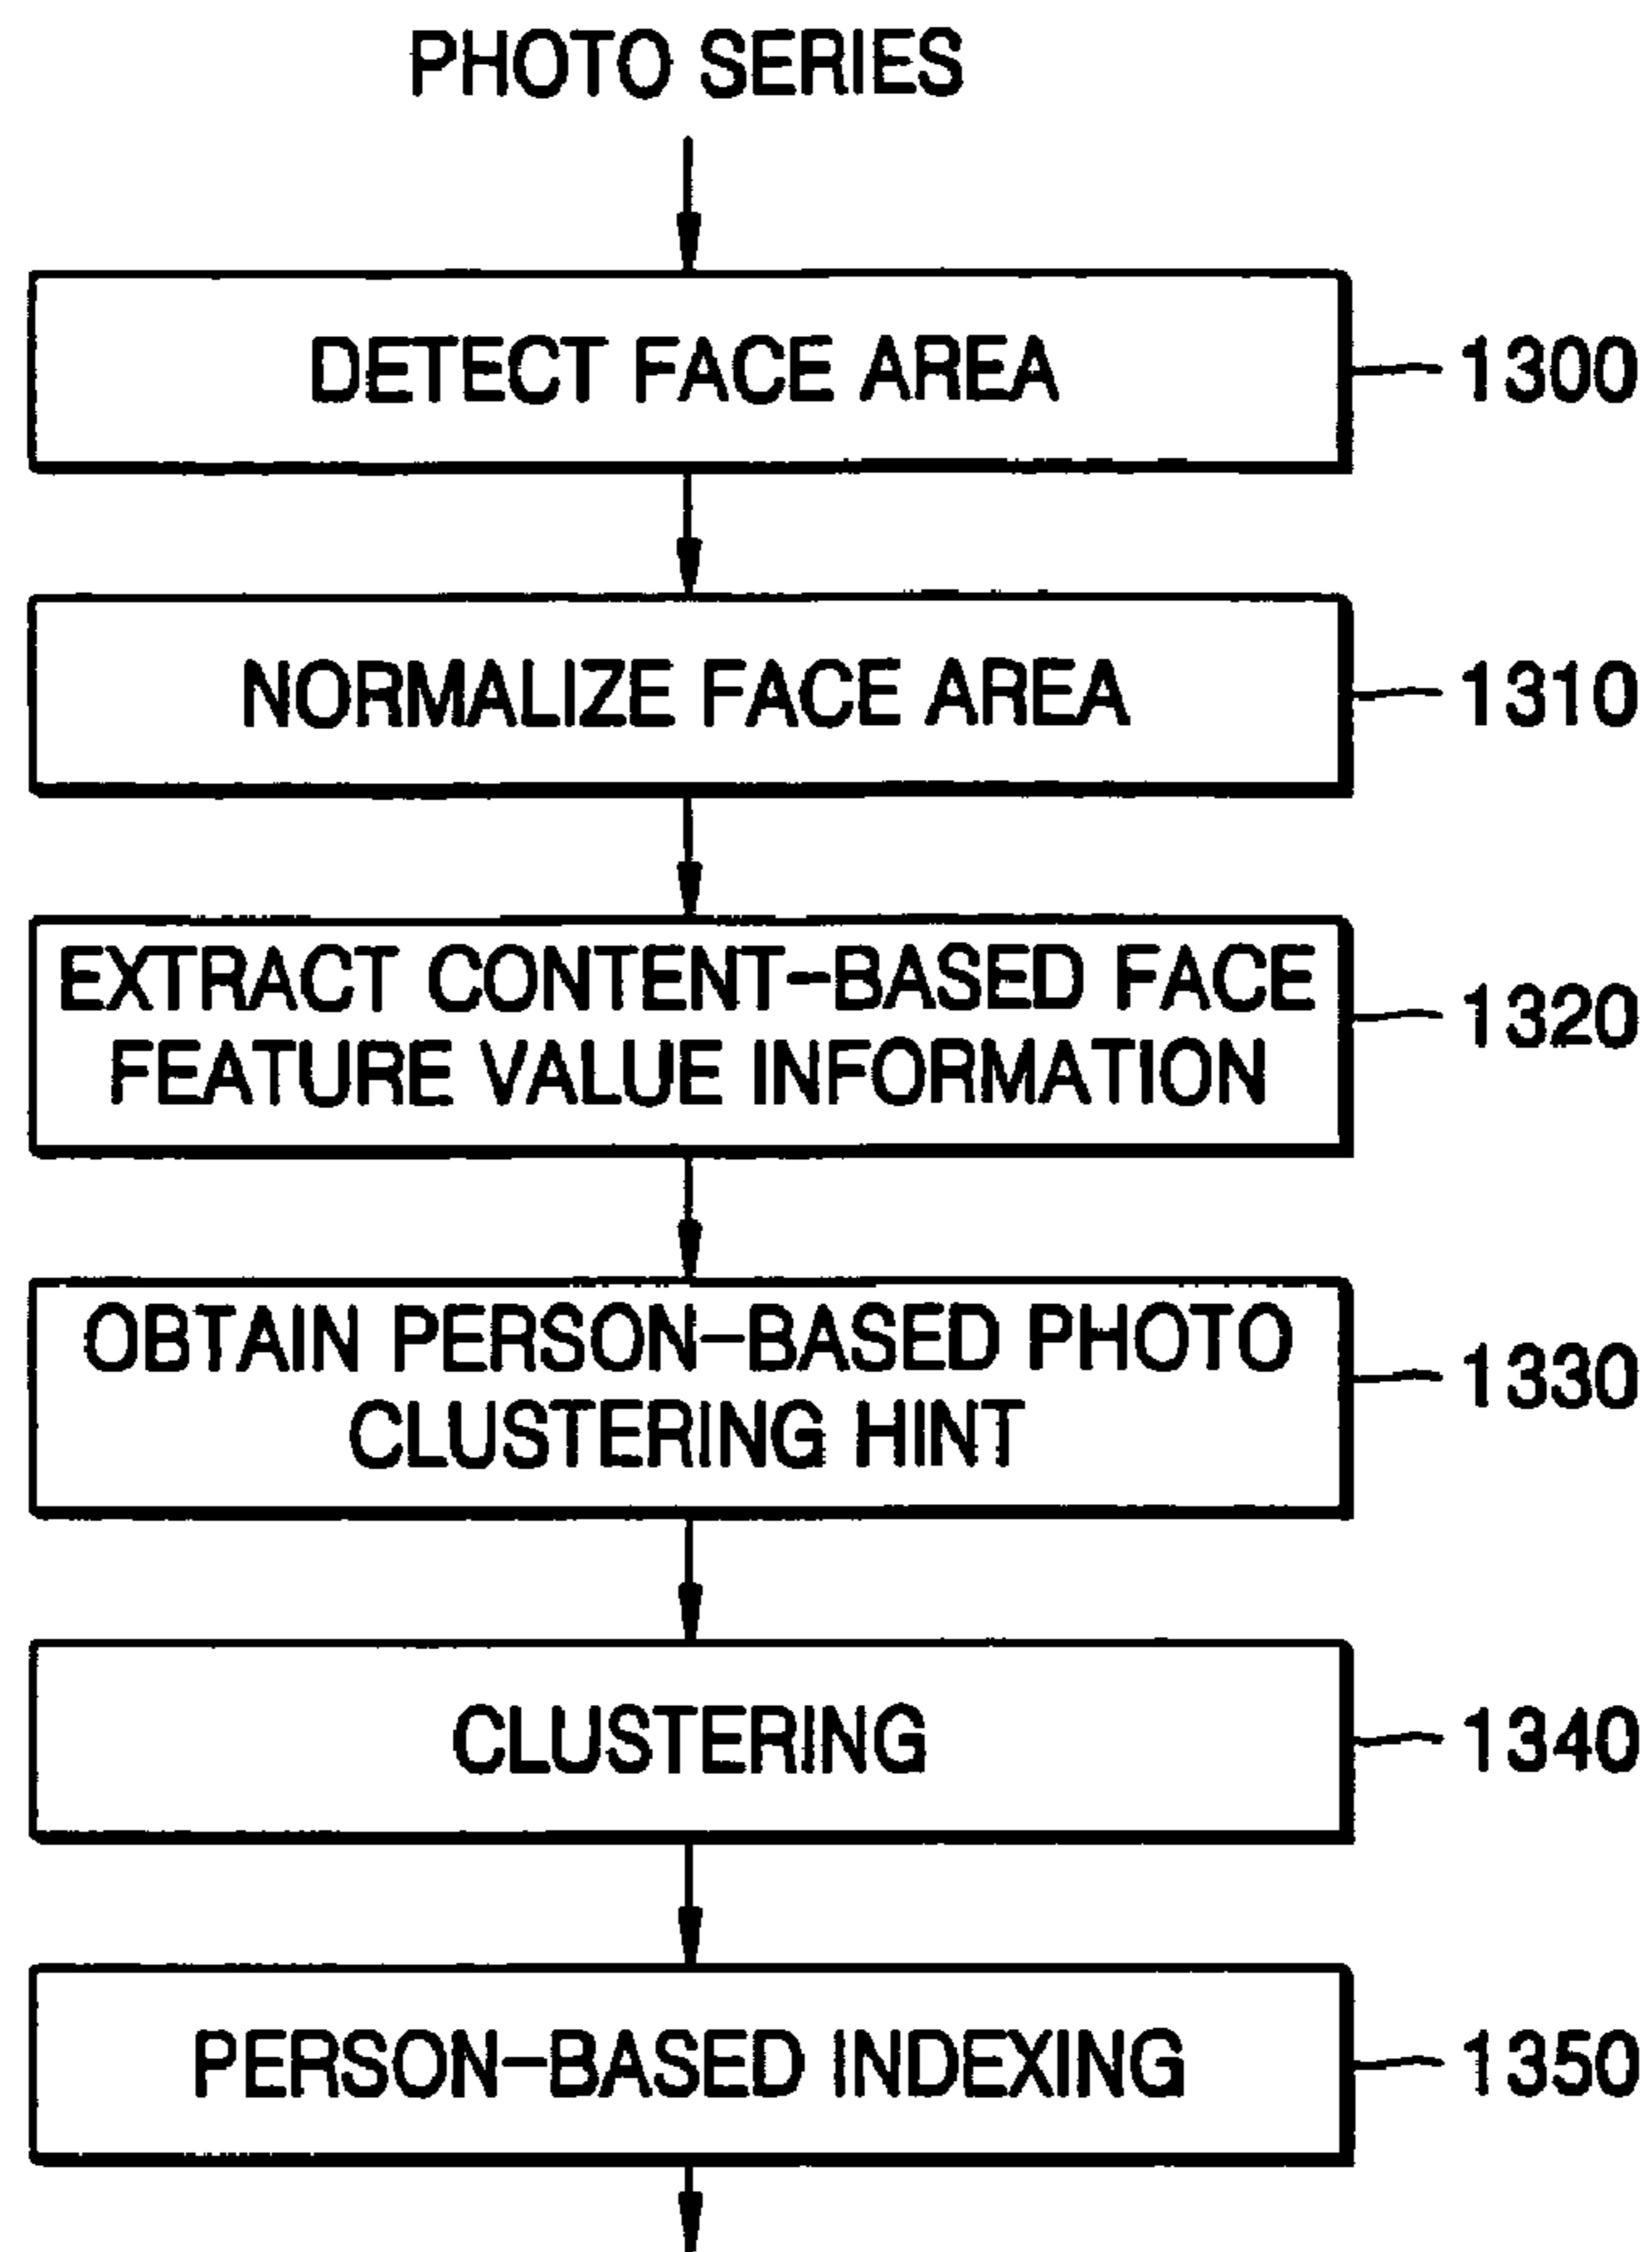 PHOTO SERIES
DETECT FACE AREA
1300
NORMALIZE FACE AREA
1310
EXTRACT CONTENT-BASED FACE
FEATURE VALUE INFORMATION
1320
OBTAIN PERSON-BASED PHOTO
CLUSTERING HINT
1330
CLUSTERING
1340
PERSON-BASED INDEXING
1350